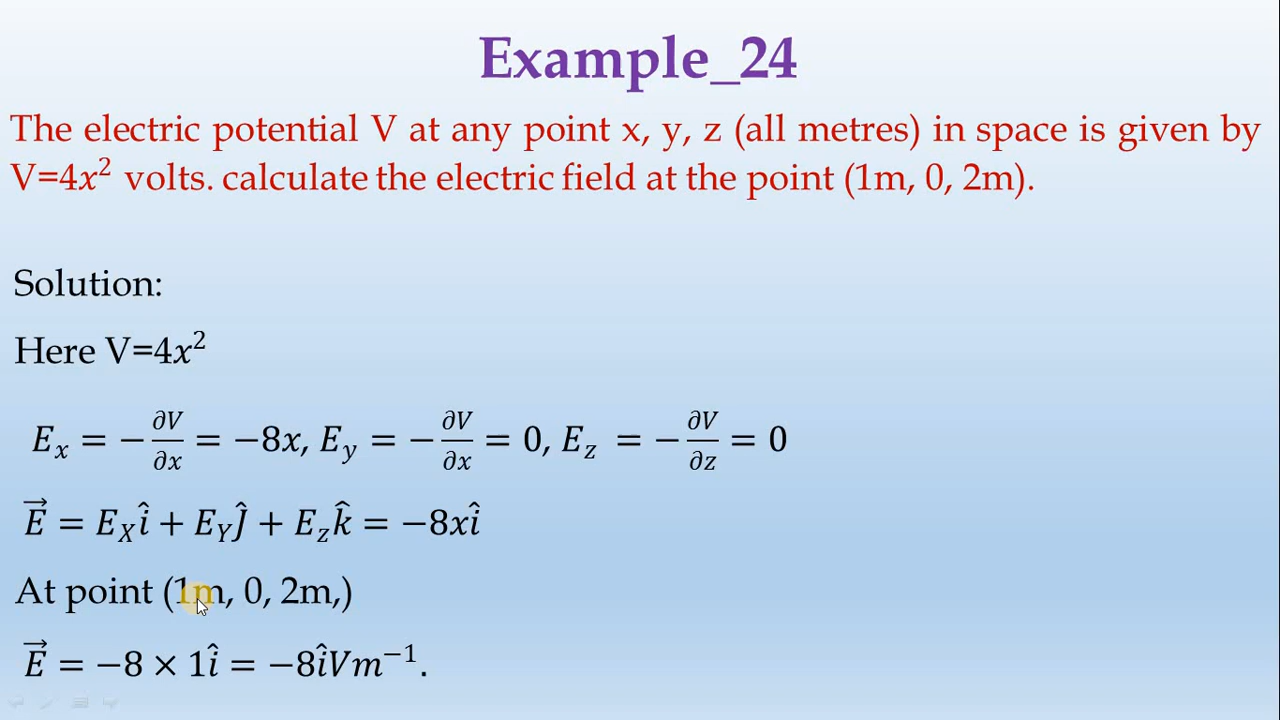 Example_24
The electric potential V at any point x, y, z (all metres) in space is given by
V=4𝑥² volts. calculate the electric field at the point (1m, 0, 2m).
Solution:
Here V=4𝑥²
𝐸ₓ = −∂𝑉/∂𝑥 = −8𝑥, 𝐸_𝑦 = −∂𝑉/∂𝑥 = 0, 𝐸_𝑧 = −∂𝑉/∂𝑧 = 0
𝐸⃗ = 𝐸_𝑋 𝑖̂ + 𝐸_𝑌 𝐽̂ + 𝐸_𝑧 𝑘̂ = −8𝑥𝑖̂
At point (1m, 0, 2m,)
𝐸⃗ = −8 × 1𝑖̂ = −8𝑖̂𝑉𝑚⁻¹.